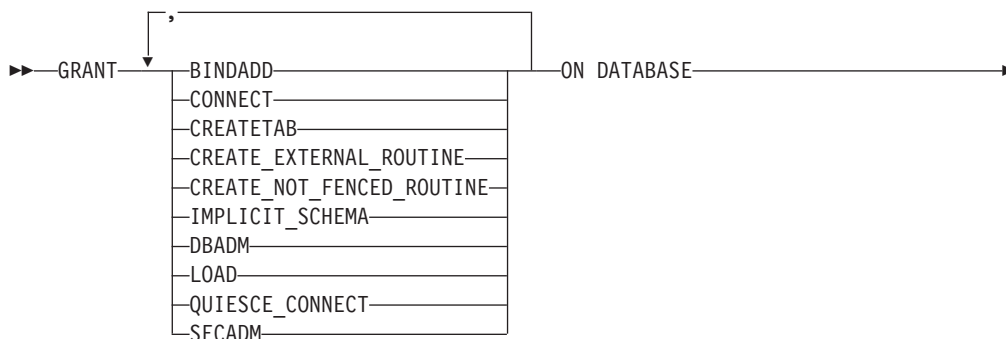 ,
GRANT BINDADD ON DATABASE
CONNECT
CREATETAB
CREATE_EXTERNAL_ROUTINE
CREATE_NOT_FENCED_ROUTINE
IMPLICIT_SCHEMA
DBADM
LOAD
QUIESCE_CONNECT
SECADM